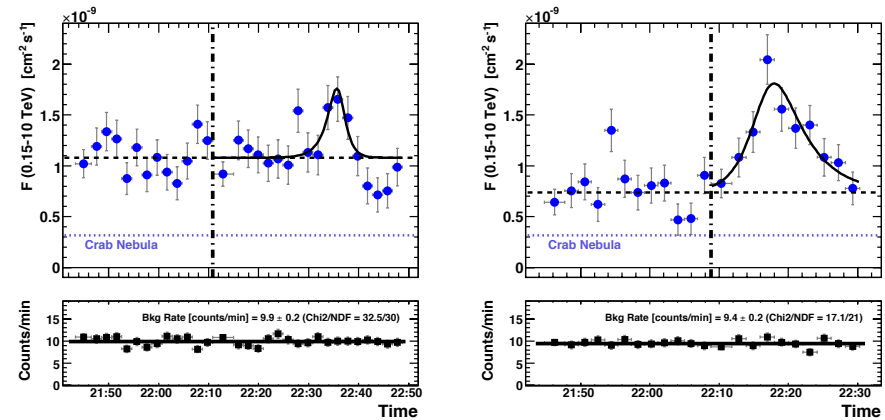 ×10⁻⁹
F (0.15-10 TeV) [cm⁻² s⁻¹]
2
1.5
1
0.5
0
Crab Nebula
Counts/min
15
10
5
0
Bkg Rate [counts/min] = 9.9 ± 0.2 (Chi2/NDF = 32.5/30)
21:50 22:00 22:10 22:20 22:30 22:40 22:50
Time
×10⁻⁹
F (0.15-10 TeV) [cm⁻² s⁻¹]
2
1.5
1
0.5
0
Crab Nebula
Counts/min
15
10
5
0
Bkg Rate [counts/min] = 9.4 ± 0.2 (Chi2/NDF = 17.1/21)
21:50 22:00 22:10 22:20 22:30
Time